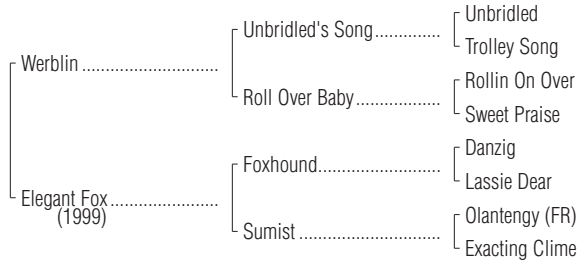 Unbridled
Unbridled's Song..............
Trolley Song
Werblin .............................
Rollin On Over
Roll Over Baby.................
Sweet Praise
Danzig
Foxhound.........................
Lassie Dear
Elegant Fox.......................
(1999)
Olantengy (FR)
Sumist .............................
Exacting Clime